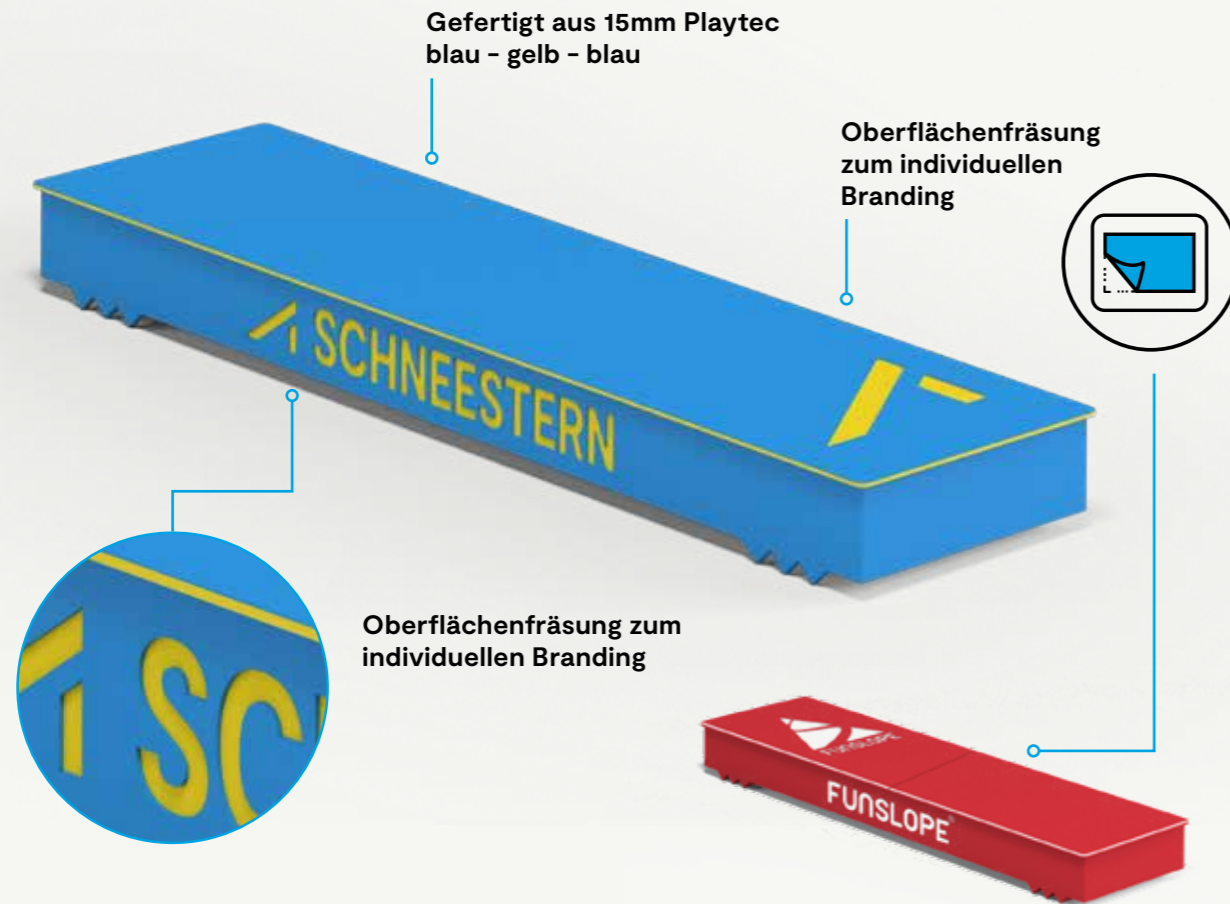 Gefertigt aus 15mm Playtec
blau - gelb - blau
Oberflächenfräsung
zum individuellen
Branding
SCHNEESTERN
SC
Oberflächenfräsung zum
individuellen Branding
FUNSLOPE
FUNSLOPE®